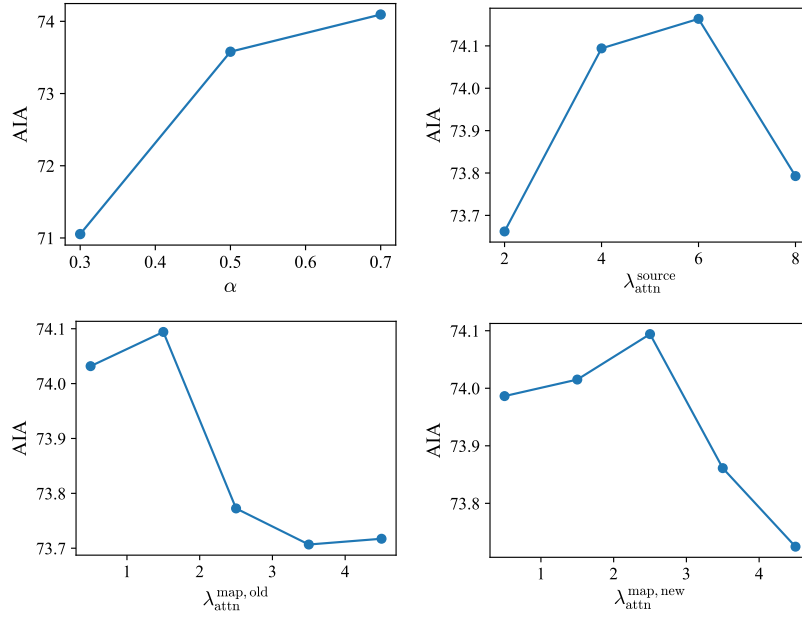 74
73
72
71
AIA
0.3 0.4 0.5 0.6 0.7
α
74.1
74.0
73.9
73.8
73.7
AIA
2 3 4 5 6 7 8
λ_attn^source
74.1
74.0
73.9
73.8
73.7
AIA
1 2 3 4
λ_attn^map, old
74.1
74.0
73.9
73.8
AIA
1 2 3 4
λ_attn^map, new